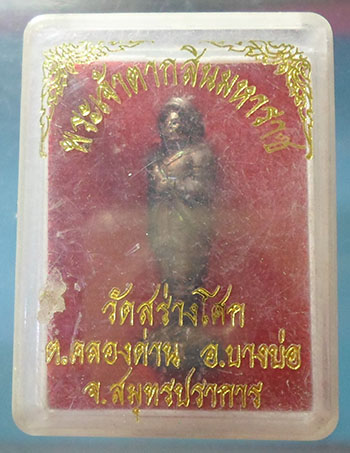 พระเจ้าตากสินมหาราช
วัดสร่างโศก
ต.คลองด่าน อ.บางบ่อ
จ.สมุทรปราการ